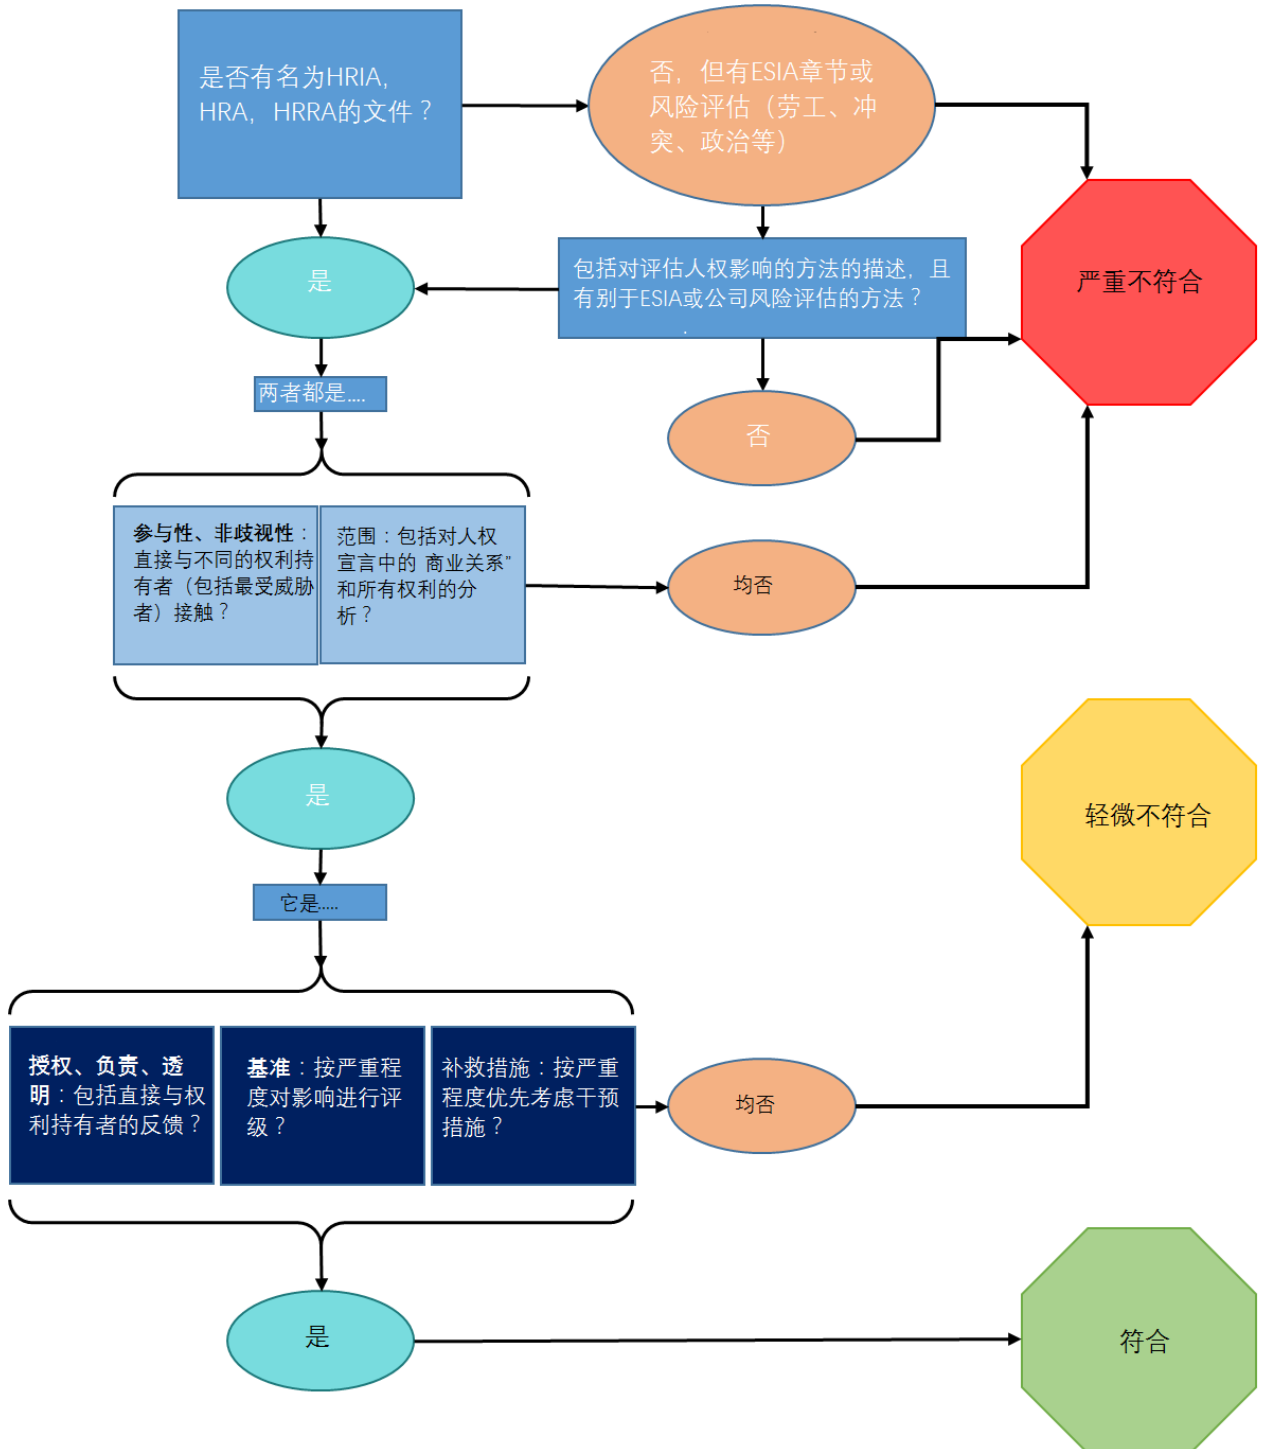 是否有名为HRIA,
HRA, HRRA的文件?
否, 但有ESIA章节或
风险评估（劳工、冲
突、政治等）
严重不符合
是
包括对评估人权影响的方法的描述, 且
有别于ESIA或公司风险评估的方法?
两者都是....
否
参与性、非歧视性:
直接与不同的权利持
有者（包括最受威胁
者）接触?
范围:包括对人权
宣言中的 商业关系”
和所有权利的分
析?
均否
是
轻微不符合
它是.....
授权、负责、透
明:包括直接与权
利持有者的反馈?
基准:按严重程
度对影响进行评
级?
补救措施:按严重
程度优先考虑干预
措施?
均否
是
符合